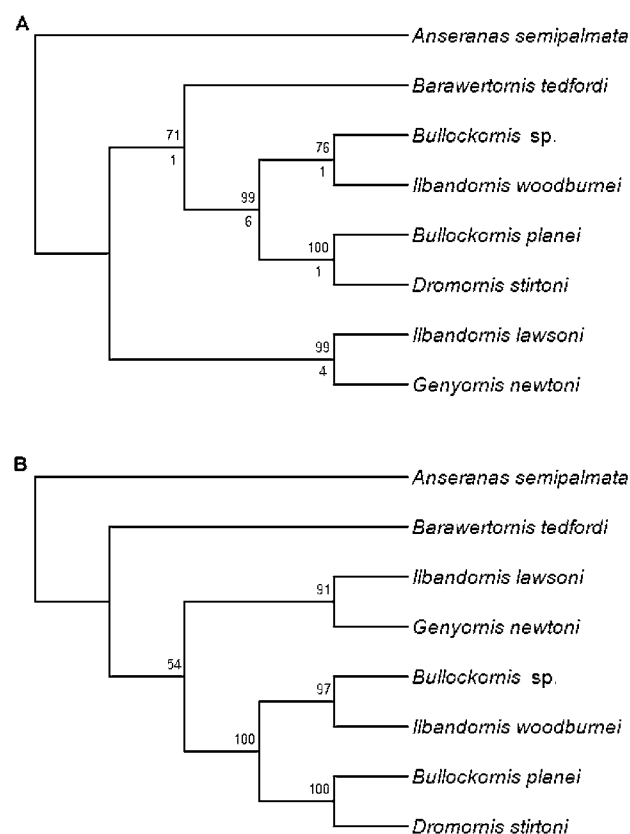 A
Anseranas semipalmata
Barawertornis tedfordi
71
1
Bullockornis sp.
76
1
Ilbandornis woodburnei
99
6
Bullockornis planei
100
1
Dromornis stirtoni
Ilbandornis lawsoni
99
4
Genyornis newtoni
B
Anseranas semipalmata
Barawertornis tedfordi
Ilbandornis lawsoni
91
Genyornis newtoni
54
Bullockornis sp.
97
Ilbandornis woodburnei
100
Bullockornis planei
100
Dromornis stirtoni